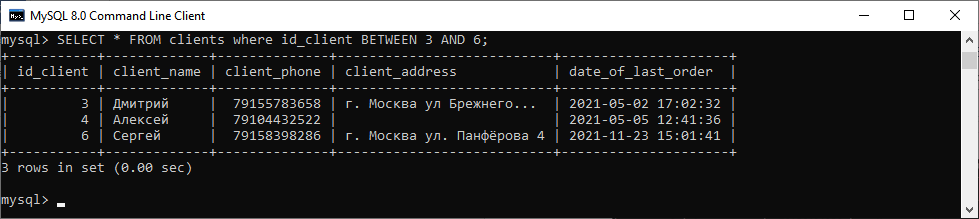 MySQL 8.0 Command Line Client
mysql> SELECT * FROM clients where id_client BETWEEN 3 AND 6;
+-----------+-------------+--------------+---------------------------+---------------------+
| id_client | client_name | client_phone | client_address            | date_of_last_order  |
+-----------+-------------+--------------+---------------------------+---------------------+
|         3 | Дмитрий     |  79155783658 | г. Москва ул Брежнего...  | 2021-05-02 17:02:32 |
|         4 | Алексей     |  79104432522 |                           | 2021-05-05 12:41:36 |
|         6 | Сергей      |  79158398286 | г. Москва ул. Панфёрова 4 | 2021-11-23 15:01:41 |
+-----------+-------------+--------------+---------------------------+---------------------+
3 rows in set (0.00 sec)
mysql>